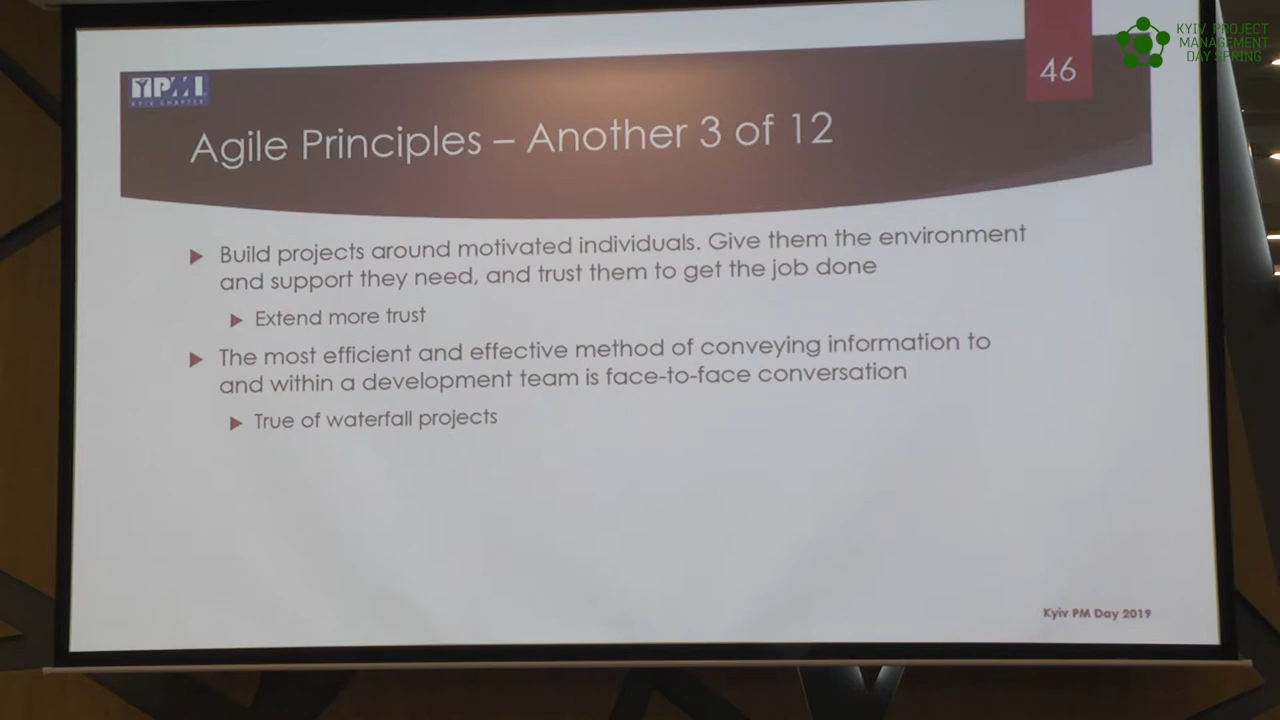 KYIV PROJECT
MANAGEMENT
DAY SPRING
46
PMI
KYIV CHAPTER
Agile Principles – Another 3 of 12
Build projects around motivated individuals. Give them the environment
and support they need, and trust them to get the job done
Extend more trust
The most efficient and effective method of conveying information to
and within a development team is face-to-face conversation
True of waterfall projects
Kyiv PM Day 2019